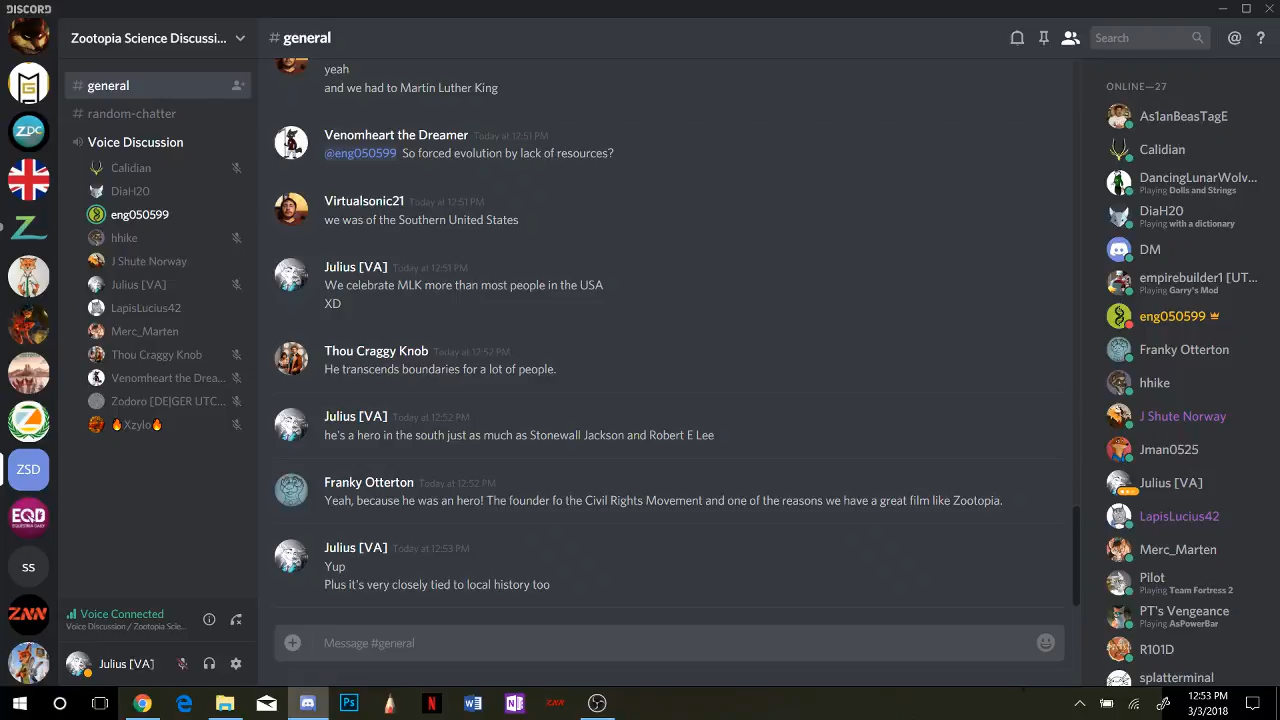 DISCORD
Zootopia Science Discussi...
# general
Search
# general
# random-chatter
Voice Discussion
Calidian
DiaH20
eng050599
hhike
J Shute Norway
Julius [VA]
LapisLucius42
Merc_Marten
Thou Craggy Knob
Venomheart the Drea...
Zodoro [DE|GER UTC...
🔥Xzylo🔥
Voice Connected
Voice Discussion / Zootopia Scie...
Julius [VA]
ZDC
ZSD
EQD
EQUESTRIA DAILY
ss
ZNN
yeah
and we had to Martin Luther King
Venomheart the Dreamer Today at 12:51 PM
@eng050599 So forced evolution by lack of resources?
Virtualsonic21 Today at 12:51 PM
we was of the Southern United States
Julius [VA] Today at 12:51 PM
We celebrate MLK more than most people in the USA
XD
Thou Craggy Knob Today at 12:52 PM
He transcends boundaries for a lot of people.
Julius [VA] Today at 12:52 PM
he's a hero in the south just as much as Stonewall Jackson and Robert E Lee
Franky Otterton Today at 12:52 PM
Yeah, because he was an hero! The founder fo the Civil Rights Movement and one of the reasons we have a great film like Zootopia.
Julius [VA] Today at 12:53 PM
Yup
Plus it's very closely tied to local history too
Message #general
ONLINE—27
As1anBeasTagE
Calidian
DancingLunarWolv...
Playing Dolls and Strings
DiaH20
Playing with a dictionary
DM
empirebuilder1 [UT...
Playing Garry's Mod
eng050599
Franky Otterton
hhike
J Shute Norway
Jman0525
Julius [VA]
LapisLucius42
Merc_Marten
Pilot
Playing Team Fortress 2
PT's Vengeance
Playing AsPowerBar
R101D
splatterminal
Ps
N
ZNN
12:53 PM
3/3/2018